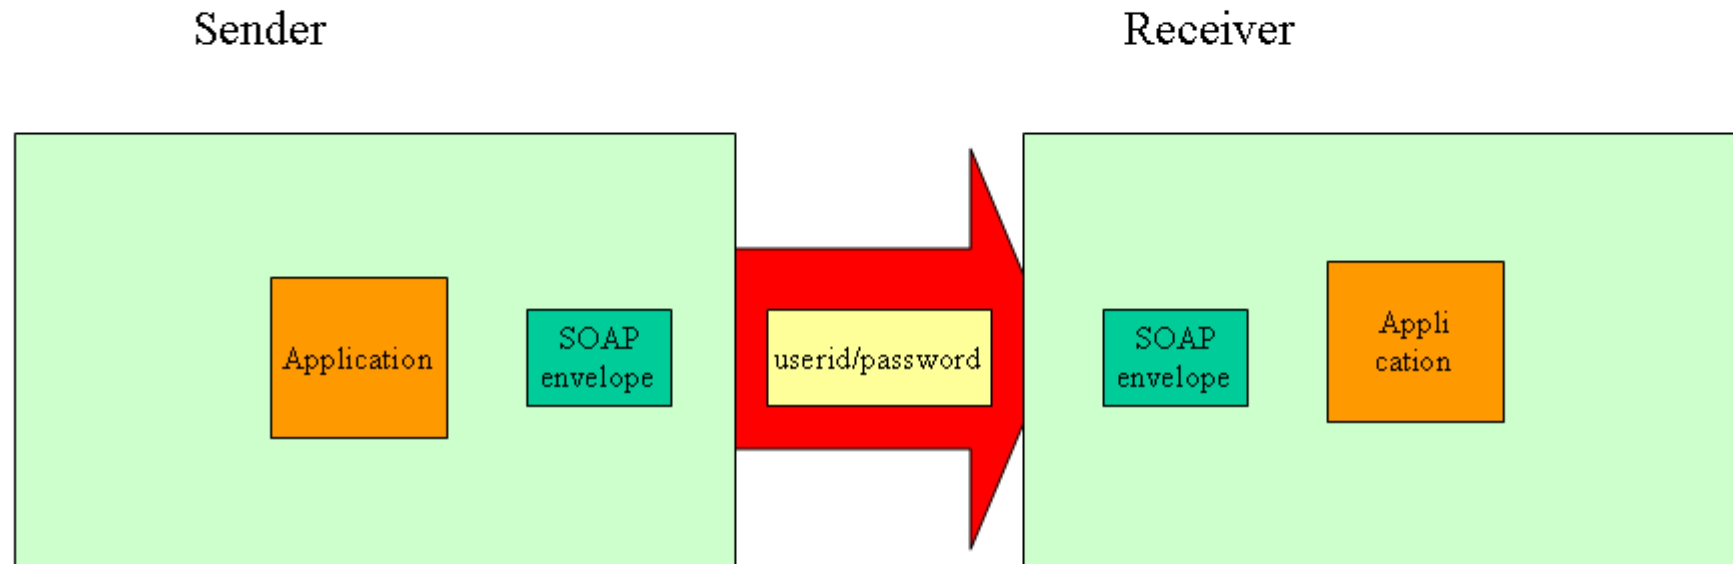 Sender
Receiver
Application
SOAP
envelope
userid/password
SOAP
envelope
Appli
cation